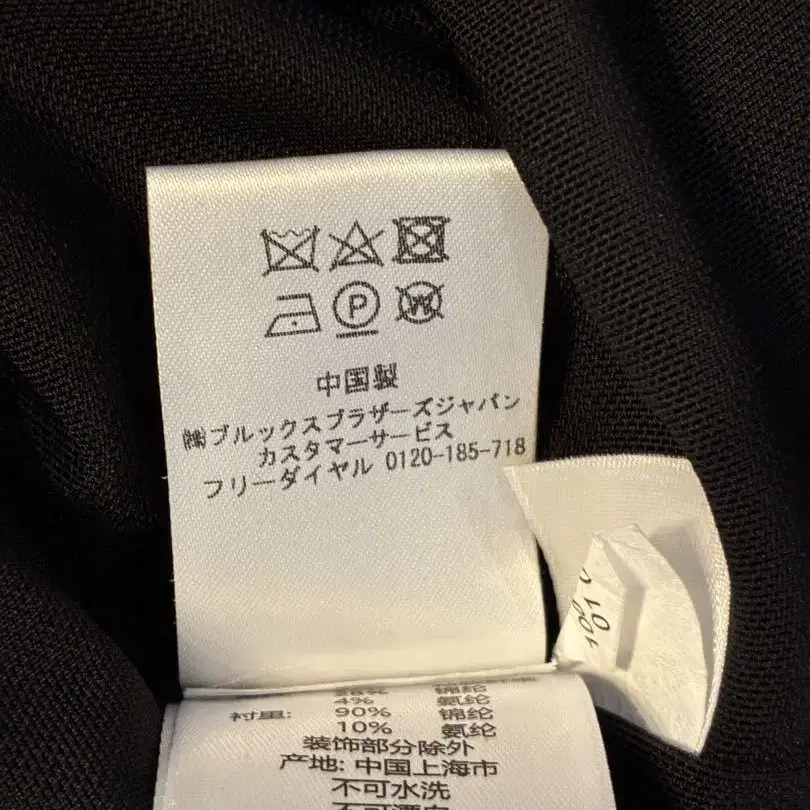 P
W
中国製
㈱ブルックスブラザーズジャパン
カスタマーサービス
フリーダイヤル 0120-185-718
4% 氨纶
衬里: 90% 锦纶
10% 氨纶
装饰部分除外
产地: 中国上海市
不可水洗